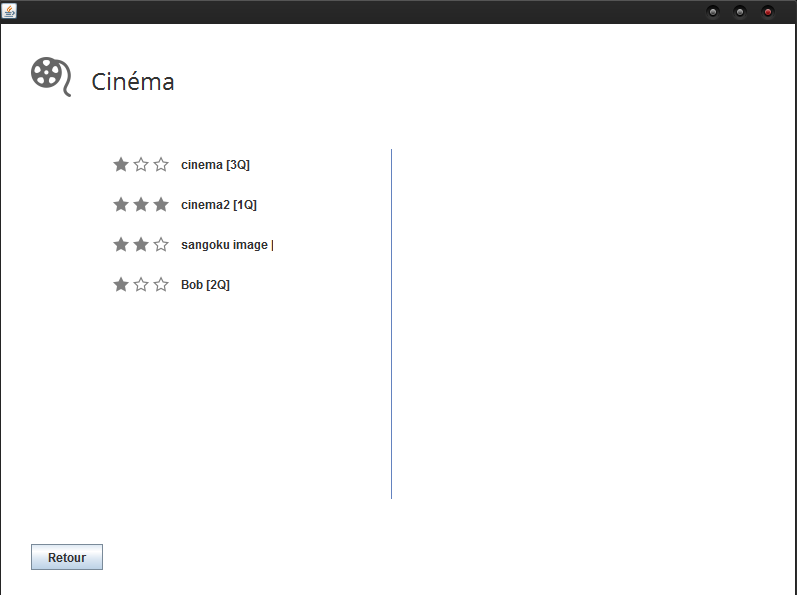 Cinéma
cinema [3Q]
cinema2 [1Q]
sangoku image |
Bob [2Q]
Retour